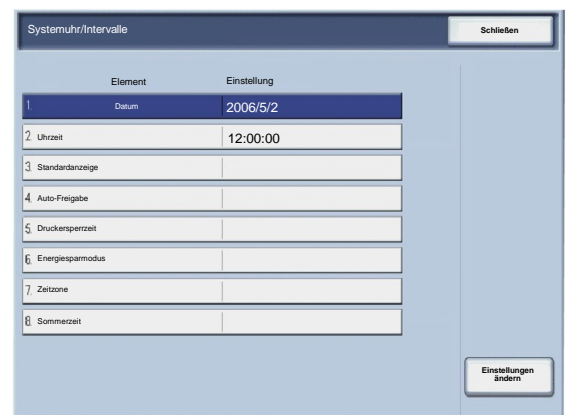 Systemuhr/Intervalle
Schließen
Element Einstellung
1. Datum 2006/5/2
2. Uhrzeit 12:00:00
3. Standardanzeige
4. Auto-Freigabe
5. Druckersperrzeit
6. Energiesparmodus
7. Zeitzone
8. Sommerzeit
Einstellungen
ändern